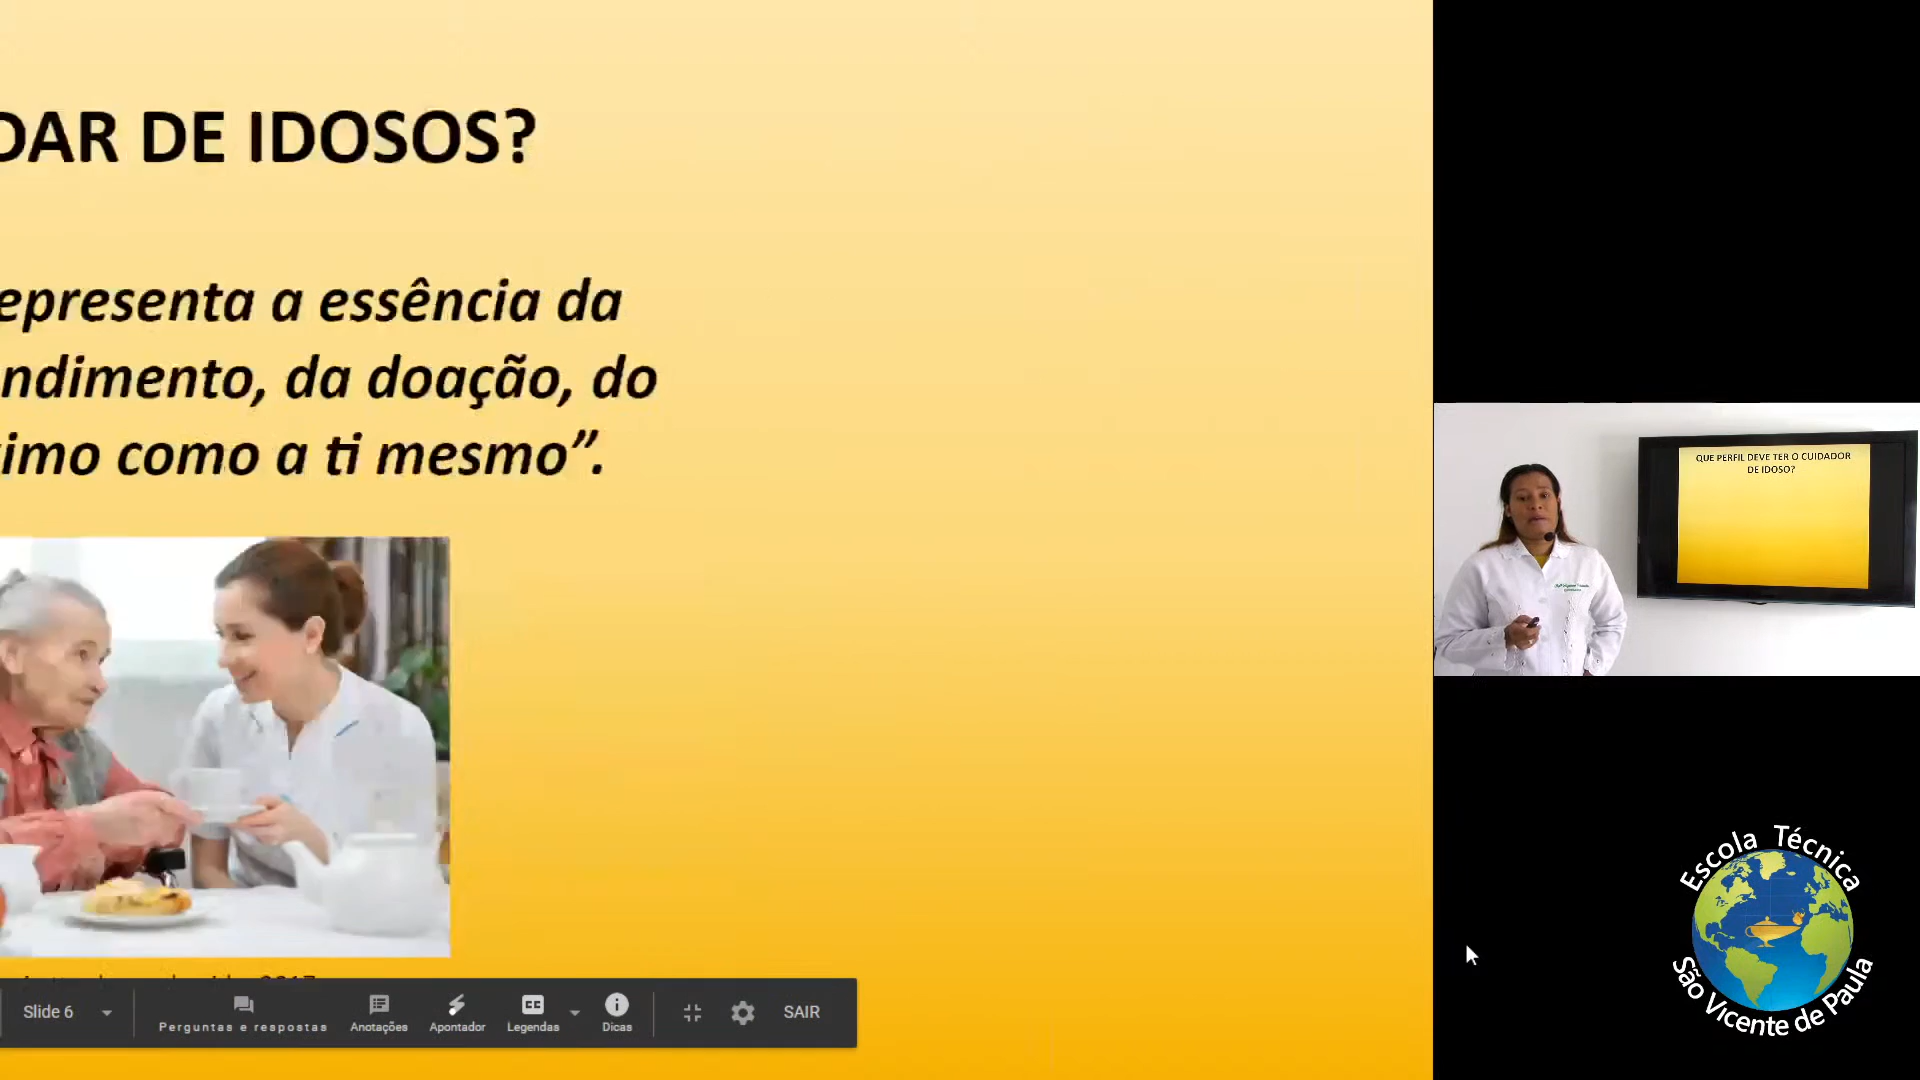 DAR DE IDOSOS?
epresenta a essência da
ndimento, da doação, do
imo como a ti mesmo”.
Slide 6
Perguntas e respostas
Anotações
Apontador
CC
Legendas
Dicas
SAIR
QUE PERFIL DEVE TER O CUIDADOR
DE IDOSO?
Escola Técnica
São Vicente de Paula